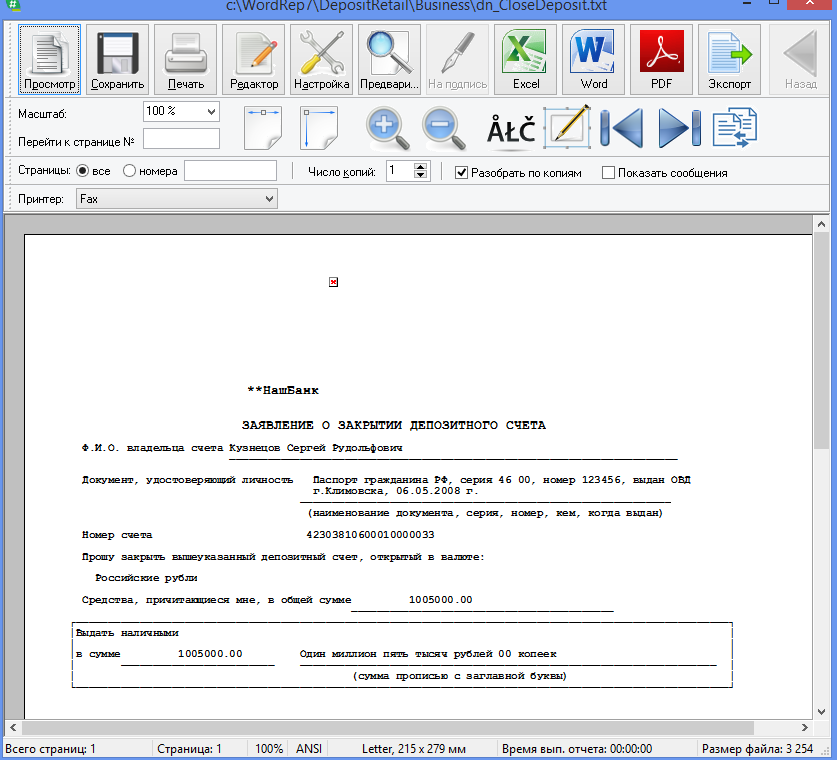 c:\WordRep7\DepositRetail\Business\dn_CloseDeposit.txt
Просмотр Сохранить Печать Редактор Настройка Предвари... На подпись Excel Word PDF Экспорт Назад
Масштаб: 100 %
Перейти к странице №
ÅŁČ
Страницы: все номера Число копий: 1 Разобрать по копиям Показать сообщения
Принтер: Fax
**НашБанк
ЗАЯВЛЕНИЕ О ЗАКРЫТИИ ДЕПОЗИТНОГО СЧЕТА
Ф.И.О. владельца счета Кузнецов Сергей Рудольфович
Документ, удостоверяющий личность Паспорт гражданина РФ, серия 46 00, номер 123456, выдан ОВД
г.Климовска, 06.05.2008 г.
(наименование документа, серия, номер, кем, когда выдан)
Номер счета 42303810600010000033
Прошу закрыть вышеуказанный депозитный счет, открытый в валюте:
Российские рубли
Средства, причитающиеся мне, в общей сумме 1005000.00
Выдать наличными
в сумме 1005000.00 Один миллион пять тысяч рублей 00 копеек
(сумма прописью с заглавной буквы)
Всего страниц: 1 Страница: 1 100% ANSI Letter, 215 x 279 мм Время вып. отчета: 00:00:00 Размер файла: 3 254